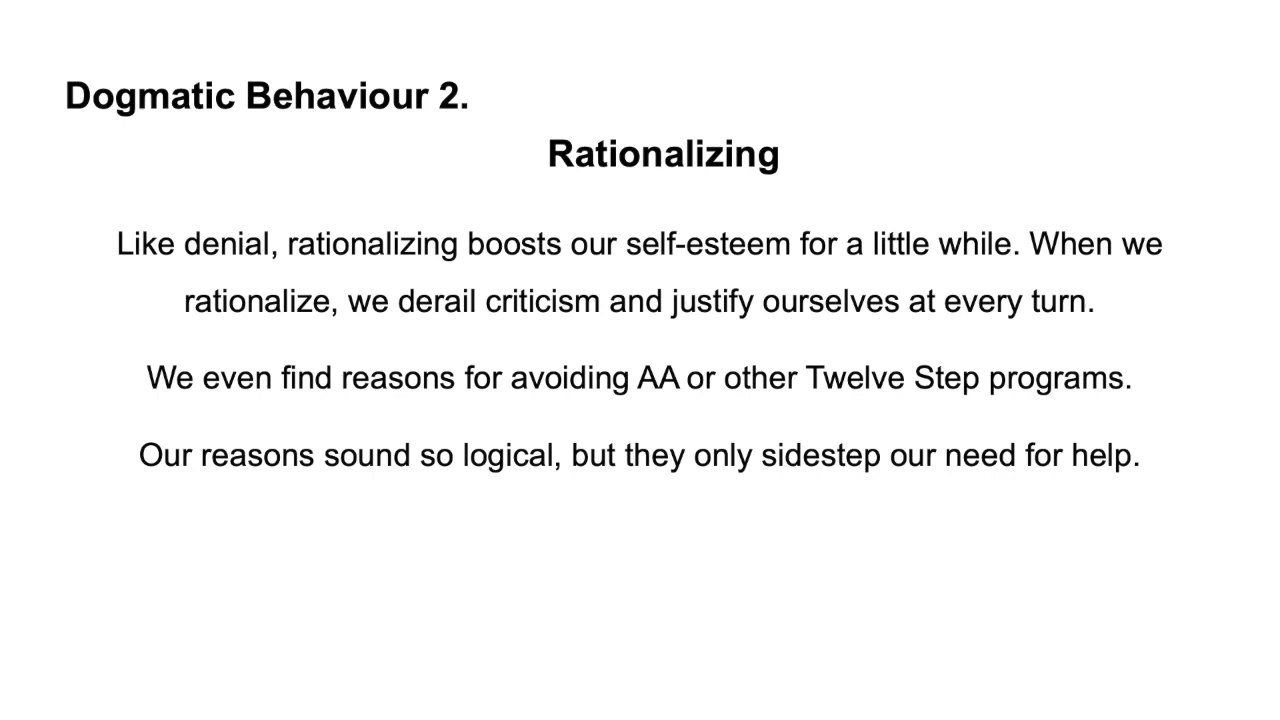 Dogmatic Behaviour 2.
Rationalizing
Like denial, rationalizing boosts our self-esteem for a little while. When we
rationalize, we derail criticism and justify ourselves at every turn.
We even find reasons for avoiding AA or other Twelve Step programs.
Our reasons sound so logical, but they only sidestep our need for help.